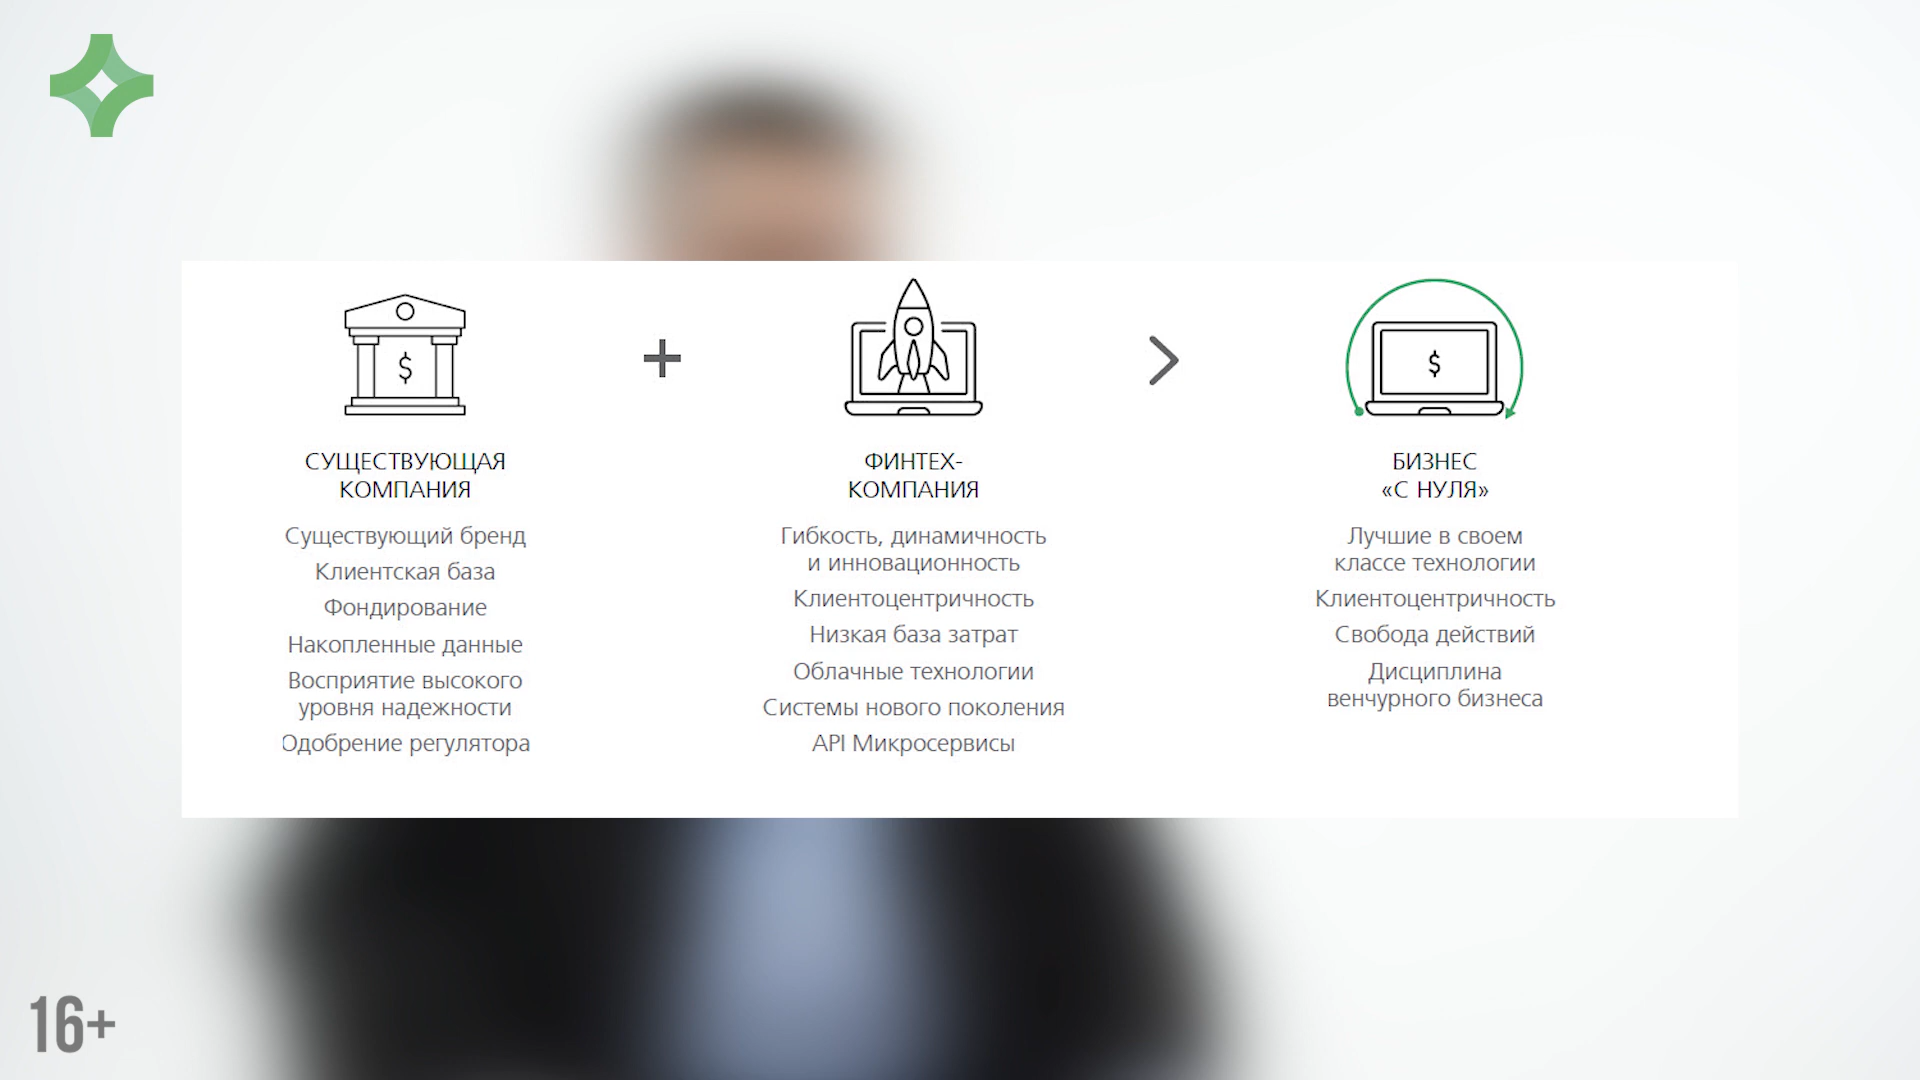 СУЩЕСТВУЮЩАЯ
КОМПАНИЯ
Существующий бренд
Клиентская база
Фондирование
Накопленные данные
Восприятие высокого
уровня надежности
Одобрение регулятора
+
ФИНТЕХ-
КОМПАНИЯ
Гибкость, динамичность
и инновационность
Клиентоцентричность
Низкая база затрат
Облачные технологии
Системы нового поколения
API Микросервисы
>
БИЗНЕС
«С НУЛЯ»
Лучшие в своем
классе технологии
Клиентоцентричность
Свобода действий
Дисциплина
венчурного бизнеса
16+